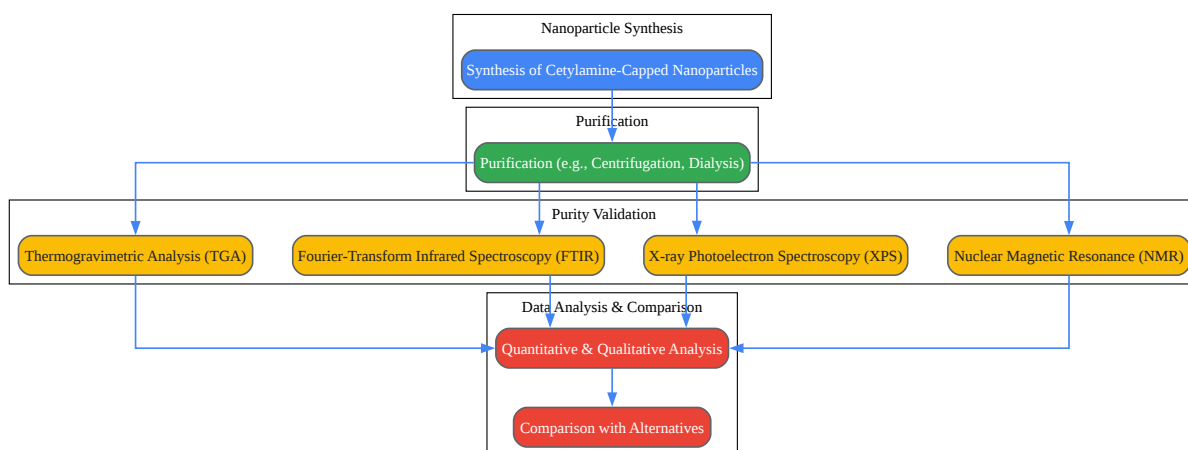 Nanoparticle Synthesis
Synthesis of Cetylamine-Capped Nanoparticles
Purification
Purification (e.g., Centrifugation, Dialysis)
Purity Validation
Thermogravimetric Analysis (TGA)
Fourier-Transform Infrared Spectroscopy (FTIR)
X-ray Photoelectron Spectroscopy (XPS)
Nuclear Magnetic Resonance (NMR)
Data Analysis & Comparison
Quantitative & Qualitative Analysis
Comparison with Alternatives